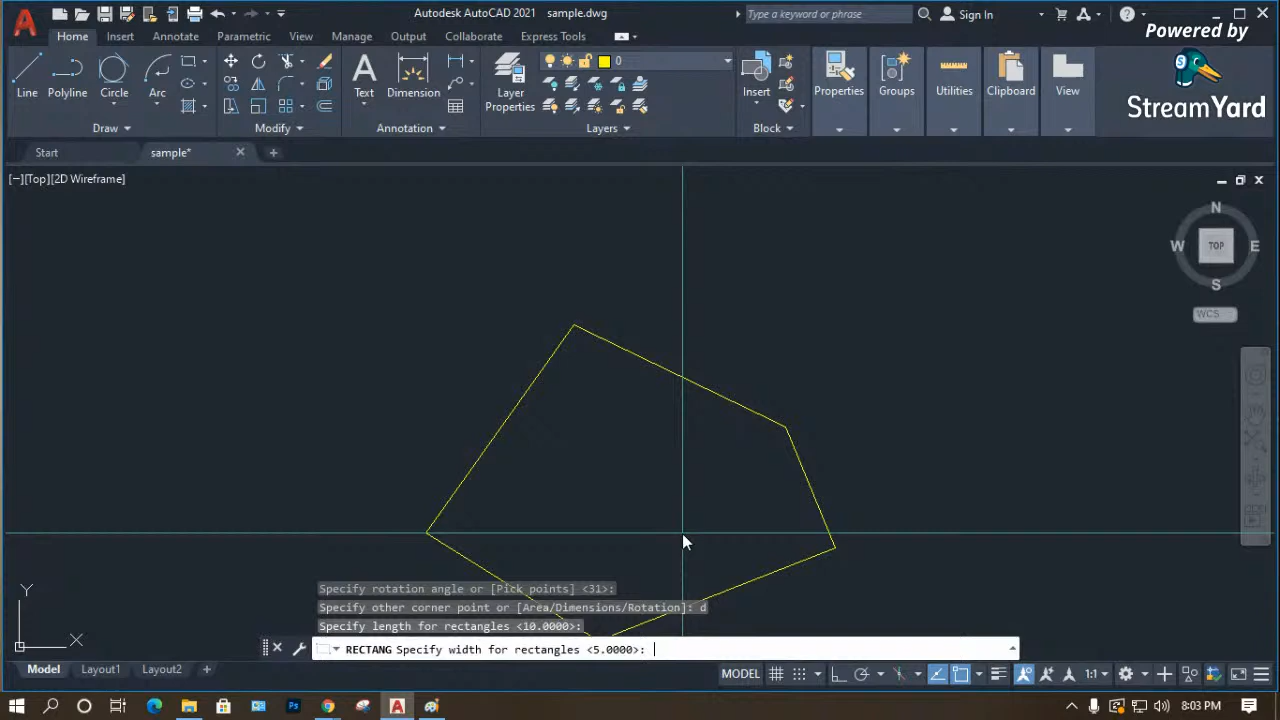 Autodesk AutoCAD 2021 sample.dwg
Type a keyword or phrase
Sign In
Powered by
StreamYard
Home Insert Annotate Parametric View Manage Output Collaborate Express Tools
Line Polyline Circle Arc
Text Dimension
Layer
Properties
0
Insert
Properties Groups Utilities Clipboard View
Draw Modify Annotation Layers Block
Start sample*
[−][Top][2D Wireframe]
N
W TOP E
S
WCS
Specify rotation angle or [Pick points] <31>:
Specify other corner point or [Area/Dimensions/Rotation]: d
Specify length for rectangles <10.0000>:
RECTANG Specify width for rectangles <5.0000>:
Y
X
Model Layout1 Layout2
MODEL 1:1
8:03 PM